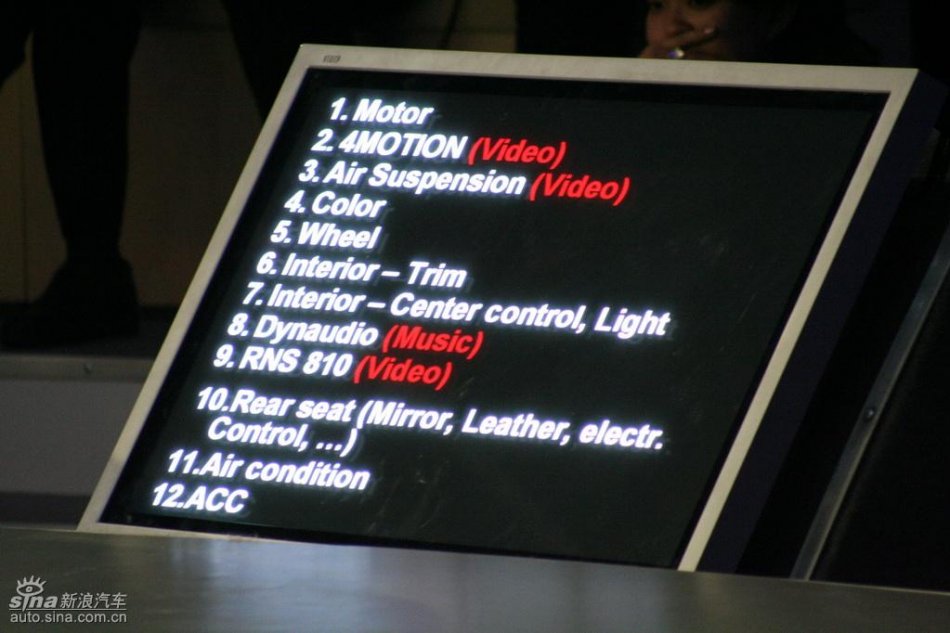 1. Motor
2. 4MOTION (Video)
3. Air Suspension (Video)
4. Color
5. Wheel
6. Interior – Trim
7. Interior – Center control, Light
8. Dynaudio (Music)
9. RNS 810 (Video)
10.Rear seat (Mirror, Leather, electr.
Control, …)
11.Air condition
12.ACC
sina新浪汽车
auto.sina.com.cn